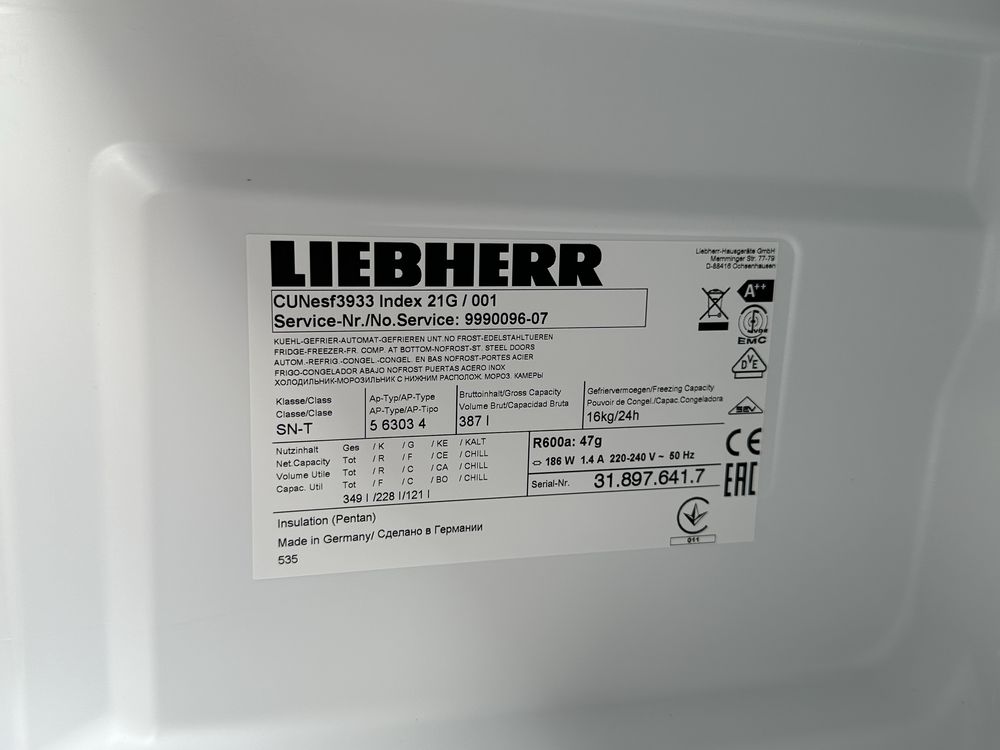 LIEBHERR
Liebherr-Hausgeräte GmbH
Memminger Str. 77-79
D-88416 Ochsenhausen
CUNesf3933 Index 21G / 001
Service-Nr./No.Service: 9990096-07
A++
KUEHL-GEFRIER-AUTOMAT-GEFRIEREN UNT.NO FROST-EDELSTAHLTUEREN
FRIDGE-FREEZER-FR. COMP. AT BOTTOM-NOFROST-ST. STEEL DOORS
AUTOM.-REFRIG.-CONGEL.-CONGEL. EN BAS NOFROST-PORTES ACIER
FRIGO-CONGELADOR ABAJO NOFROST PUERTAS ACERO INOX
ХОЛОДИЛЬНИК-МОРОЗИЛЬНИК С НИЖНИМ РАСПОЛОЖ. МОРОЗ. КАМЕРЫ
VDE
EMC
DVE
SEV
Klasse/Class
Classe/Clase
SN-T
Ap-Typ/AP-Type
AP-Type/AP-Tipo
5 6303 4
Bruttoinhalt/Gross Capacity
Volume Brut/Capacidad Bruta
387 l
Gefriervermoegen/Freezing Capacity
Pouvoir de Congel./Capac.Congeladora
16kg/24h
Nutzinhalt Ges / K / G / KE / KALT
Net.Capacity Tot / R / F / CE / CHILL
Volume Utile Tot / R / C / CA / CHILL
Capac. Util Tot / F / C / BO / CHILL
349 l /228 l/121 l
R600a: 47g
186 W 1.4 A 220-240 V ~ 50 Hz
Serial-Nr. 31.897.641.7
CE
EAC
Insulation (Pentan)
Made in Germany/ Сделано в Германии
535
011